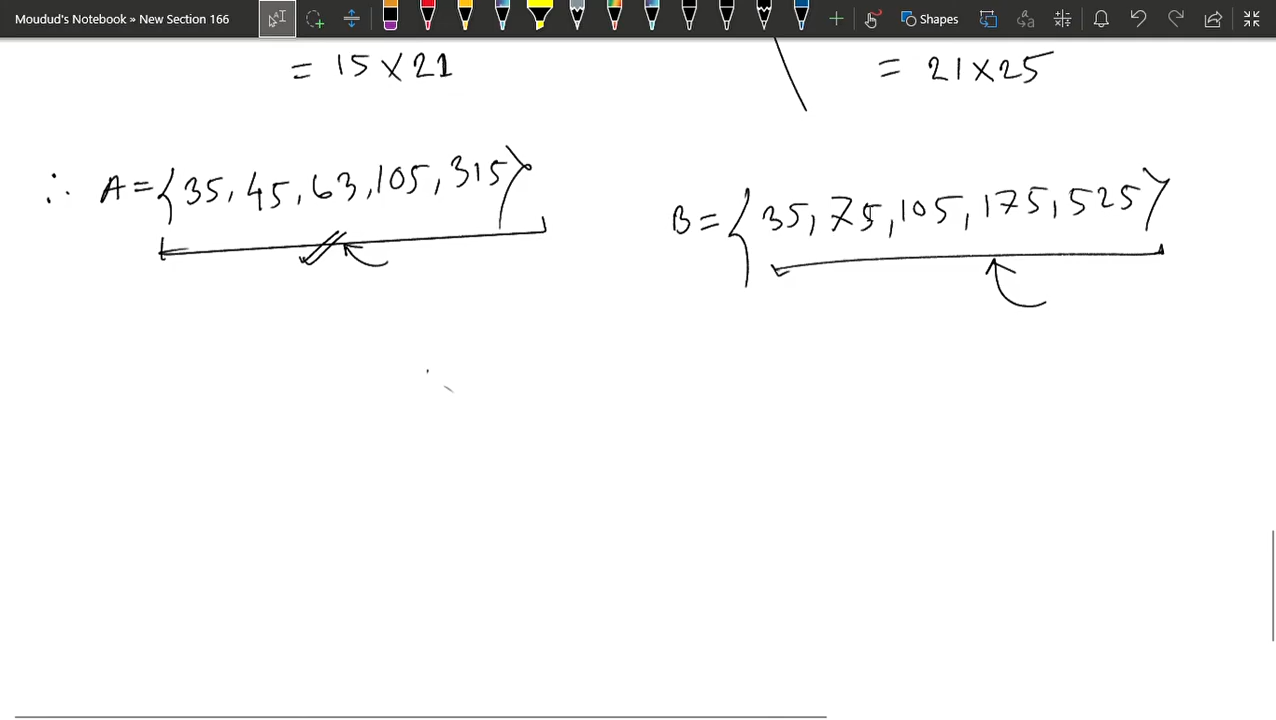 Moudud's Notebook » New Section 166
Shapes
= 15 × 21
= 21 × 25
∴ A = {35, 45, 63, 105, 315}
B = {35, 75, 105, 175, 525}